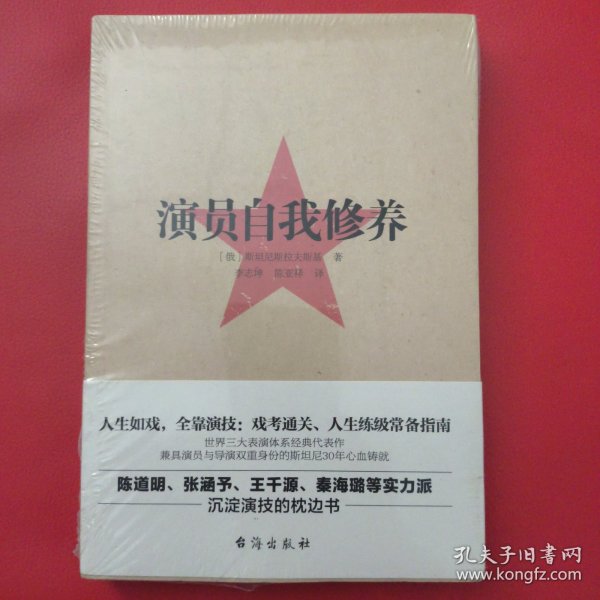 演员自我修养
［俄］斯坦尼斯拉夫斯基 著
李志坤 陈亚祥 译
人生如戏，全靠演技：戏考通关、人生练级常备指南
世界三大表演体系经典代表作
兼具演员与导演双重身份的斯坦尼30年心血铸就
陈道明、张涵予、王千源、秦海璐等实力派
沉淀演技的枕边书
台海出版社
孔夫子旧书网
www.kongfz.com